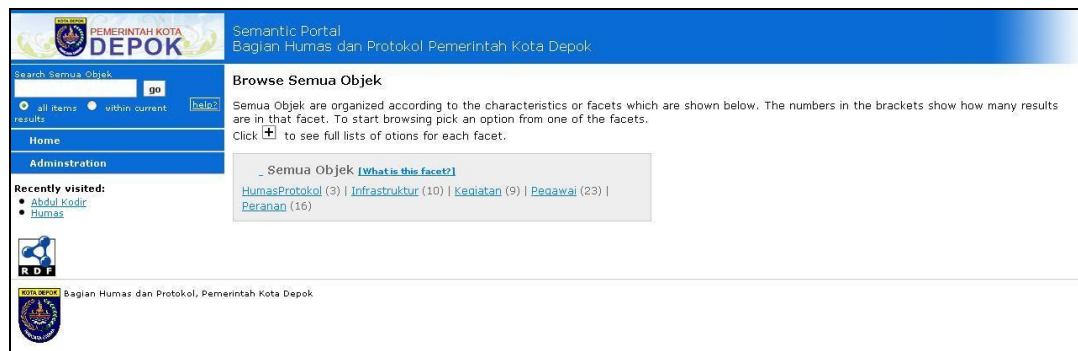 KOTA DEPOK
PEMERINTAH KOTA
DEPOK
Semantic Portal
Bagian Humas dan Protokol Pemerintah Kota Depok
Search Semua Objek
go
all items within current [help?]
results
Home
Adminstration
Recently visited:
Abdul Kodir
Humas
RDF
Browse Semua Objek
Semua Objek are organized according to the characteristics or facets which are shown below. The numbers in the brackets show how many results
are in that facet. To start browsing pick an option from one of the facets.
Click + to see full lists of otions for each facet.
Semua Objek [What is this facet?]
HumasProtokol (3) | Infrastruktur (10) | Kegiatan (9) | Pegawai (23) |
Peranan (16)
KOTA DEPOK
Bagian Humas dan Protokol, Pemerintah Kota Depok